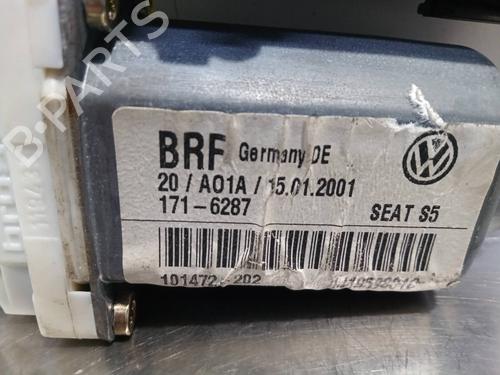 BRF Germany DE
20 / A01A / 15.01.2001
171-6287 SEAT S5
B-PARTS